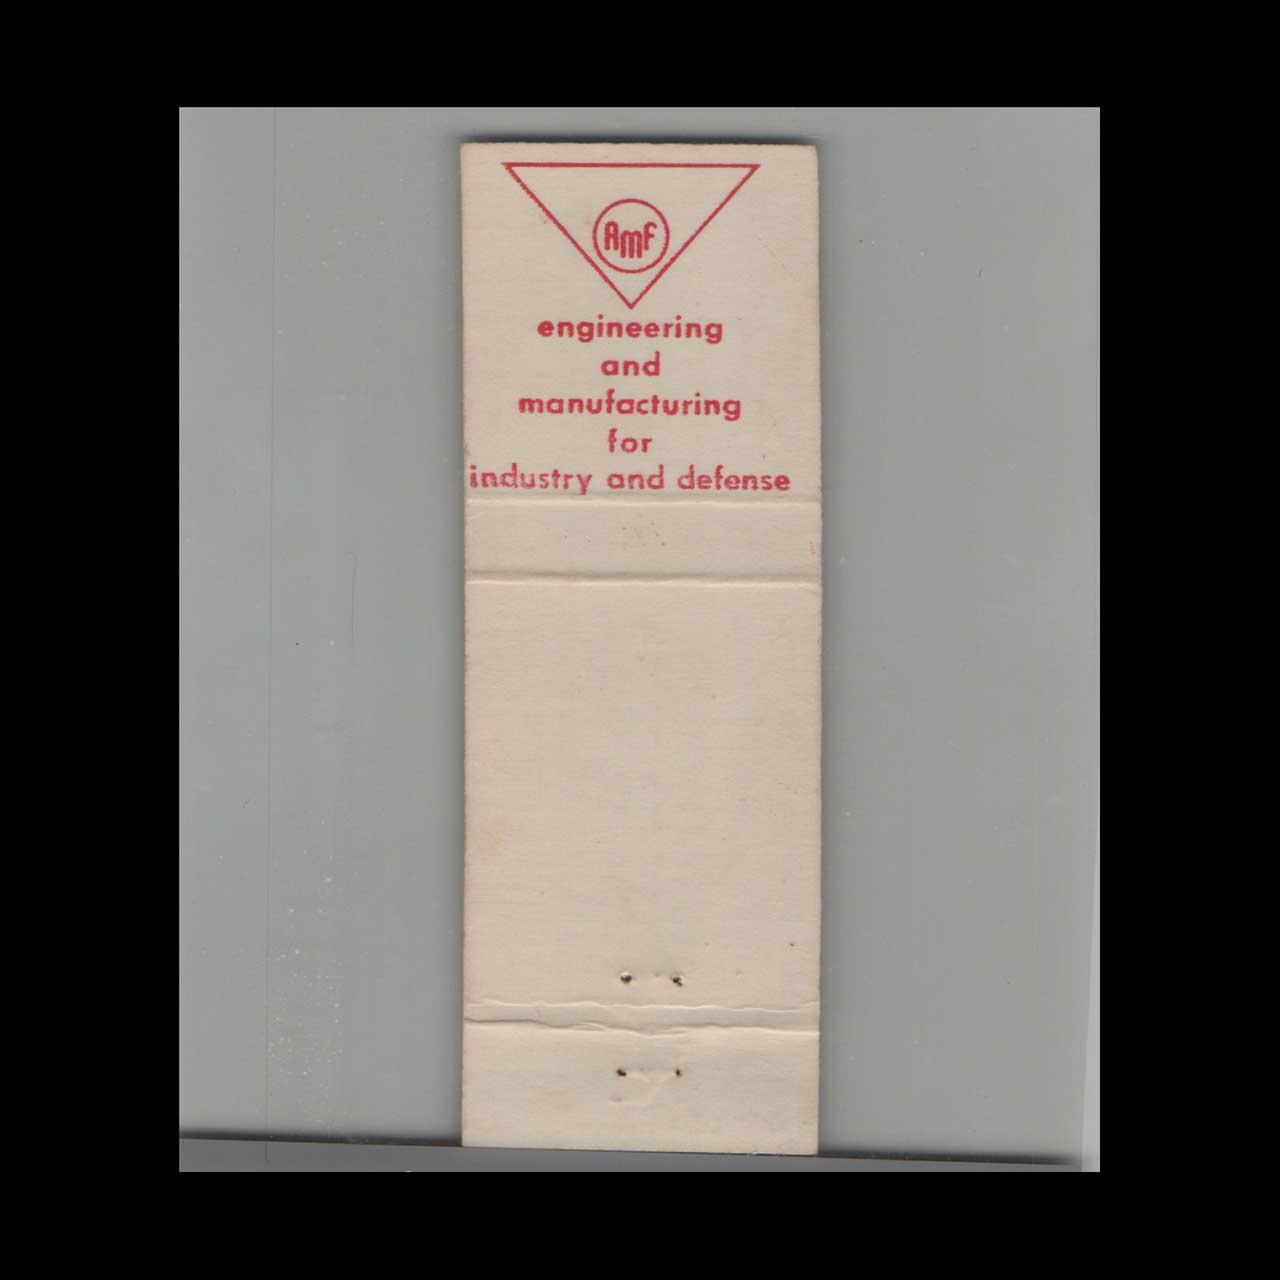 AMF
engineering
and
manufacturing
for
industry and defense